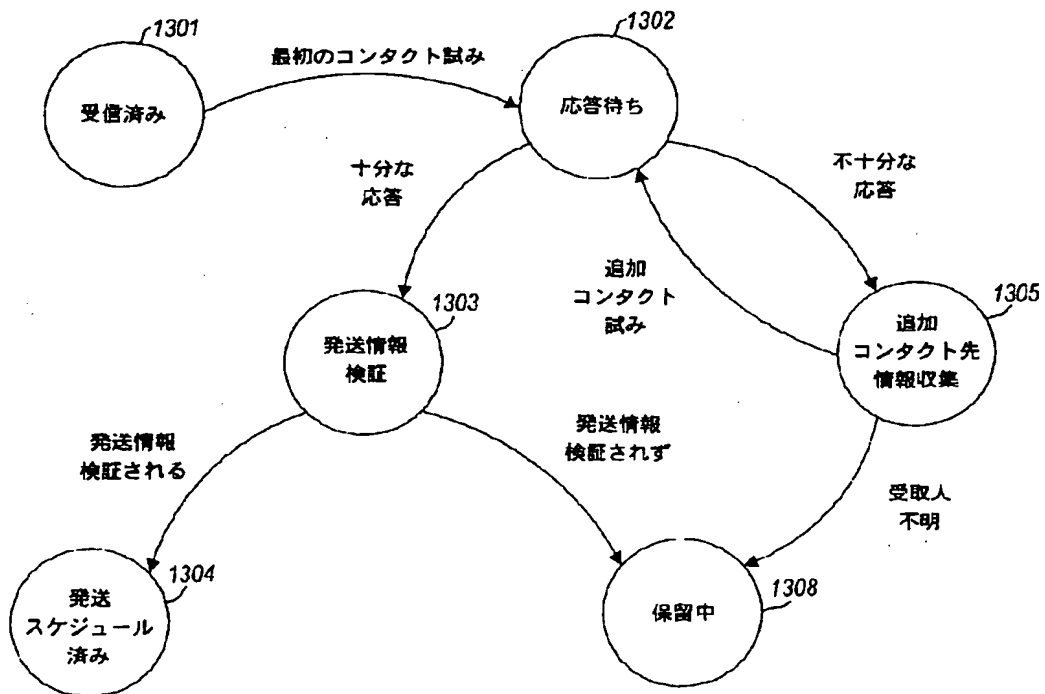 1301
受信済み
最初のコンタクト試み
1302
応答待ち
十分な
応答
不十分な
応答
追加
コンタクト
試み
1303
発送情報
検証
1305
追加
コンタクト先
情報収集
発送情報
検証される
発送情報
検証されず
受取人
不明
1304
発送
スケジュール
済み
1308
保留中